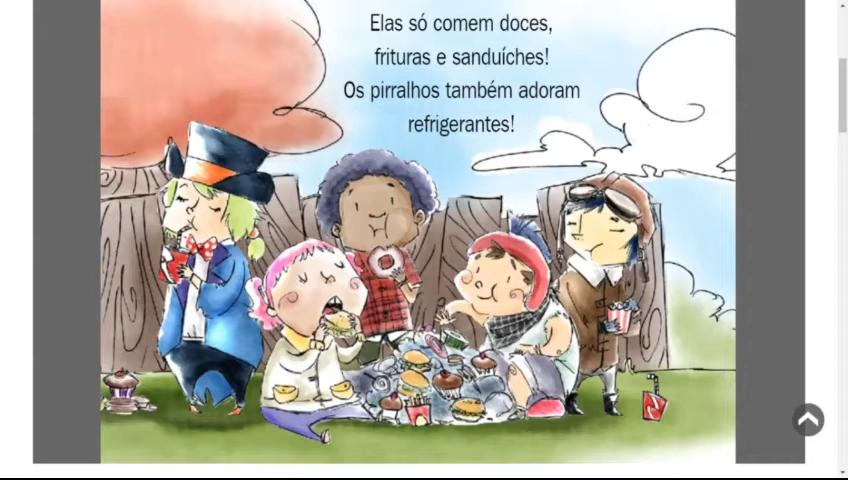 Elas só comem doces,
frituras e sanduíches!
Os pirralhos também adoram
refrigerantes!